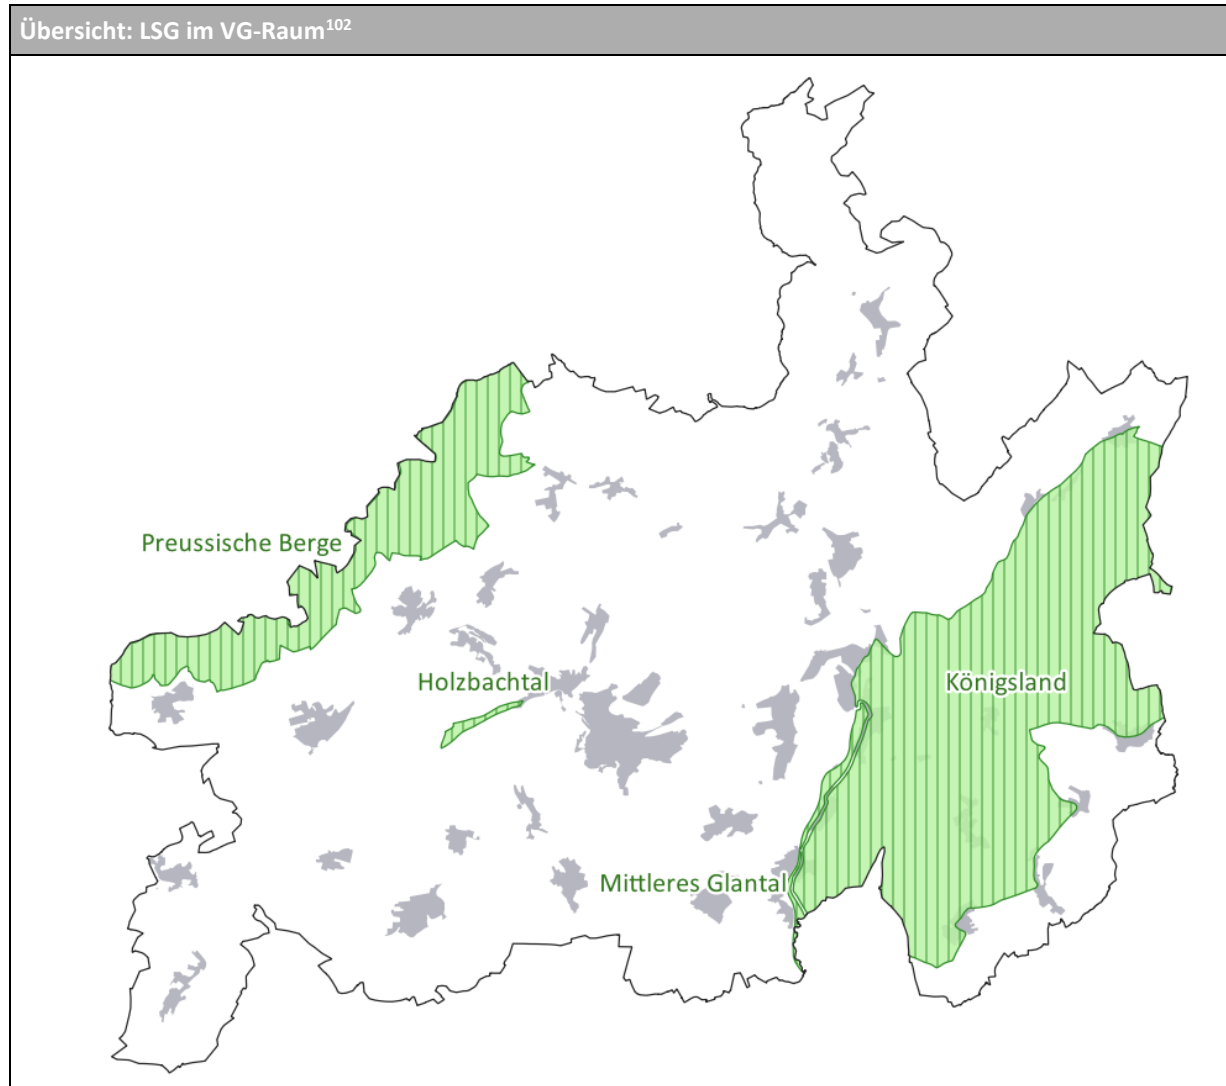 Übersicht: LSG im VG-Raum102
Preussische Berge
Holzbachtal
Königsland
Mittleres Glantal